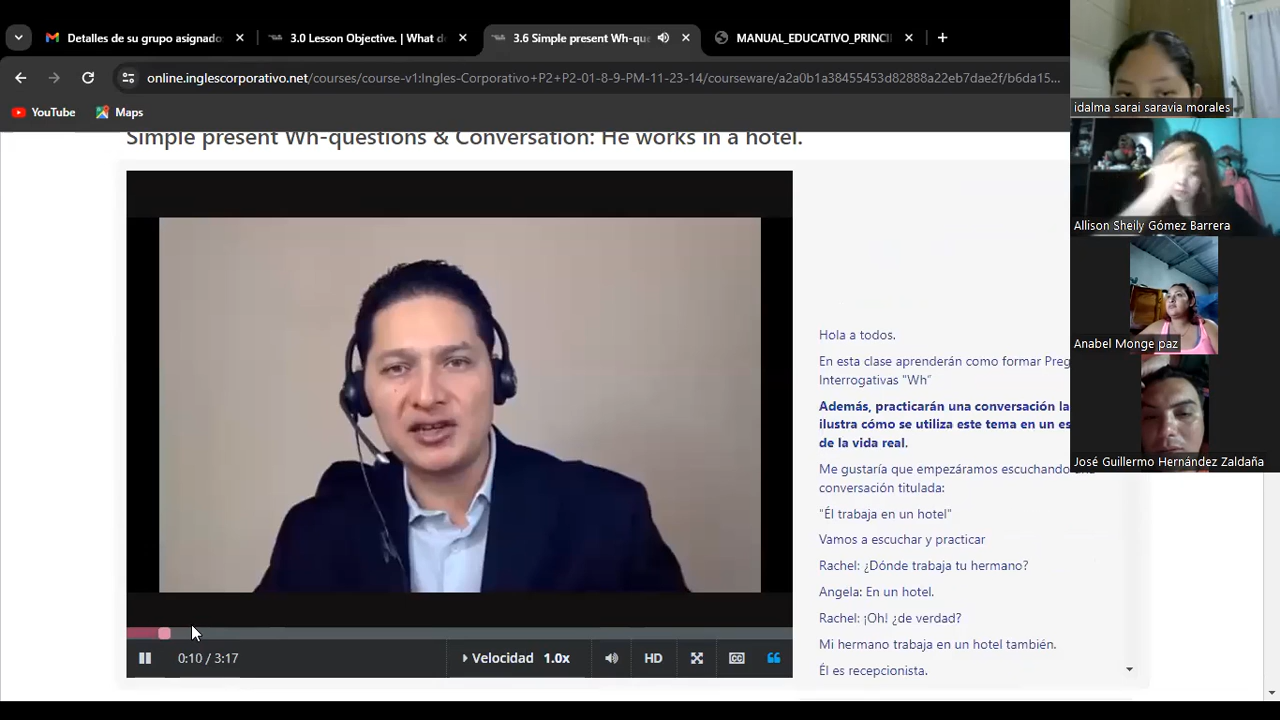 Detalles de su grupo asignado
3.0 Lesson Objective. | What d
3.6 Simple present Wh-qu
MANUAL_EDUCATIVO_PRINCI
online.inglescorporativo.net/courses/course-v1:Ingles-Corporativo+P2+P2-01-8-9-PM-11-23-14/courseware/a2a0b1a38455453d82888a22eb7dae2f/b6da15...
YouTube
Maps
Simple present Wh-questions & Conversation: He works in a hotel.
Hola a todos.
En esta clase aprenderán como formar Preg
Interrogativas "Wh"
Además, practicarán una conversación la
ilustra cómo se utiliza este tema en un es
de la vida real.
Me gustaría que empezáramos escuchando
conversación titulada:
"Él trabaja en un hotel"
Vamos a escuchar y practicar
Rachel: ¿Dónde trabaja tu hermano?
Angela: En un hotel.
Rachel: ¡Oh! ¿de verdad?
Mi hermano trabaja en un hotel también.
Él es recepcionista.
0:10 / 3:17
Velocidad 1.0x
HD
idalma sarai saravia morales
Allison Sheily Gómez Barrera
Anabel Monge paz
José Guillermo Hernández Zaldaña